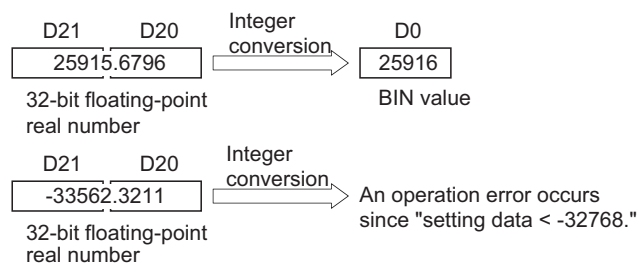 D21 D20 Integer conversion D0
25915.6796 25916
32-bit floating-point real number BIN value
D21 D20 Integer conversion
-33562.3211 An operation error occurs since "setting data < -32768."
32-bit floating-point real number